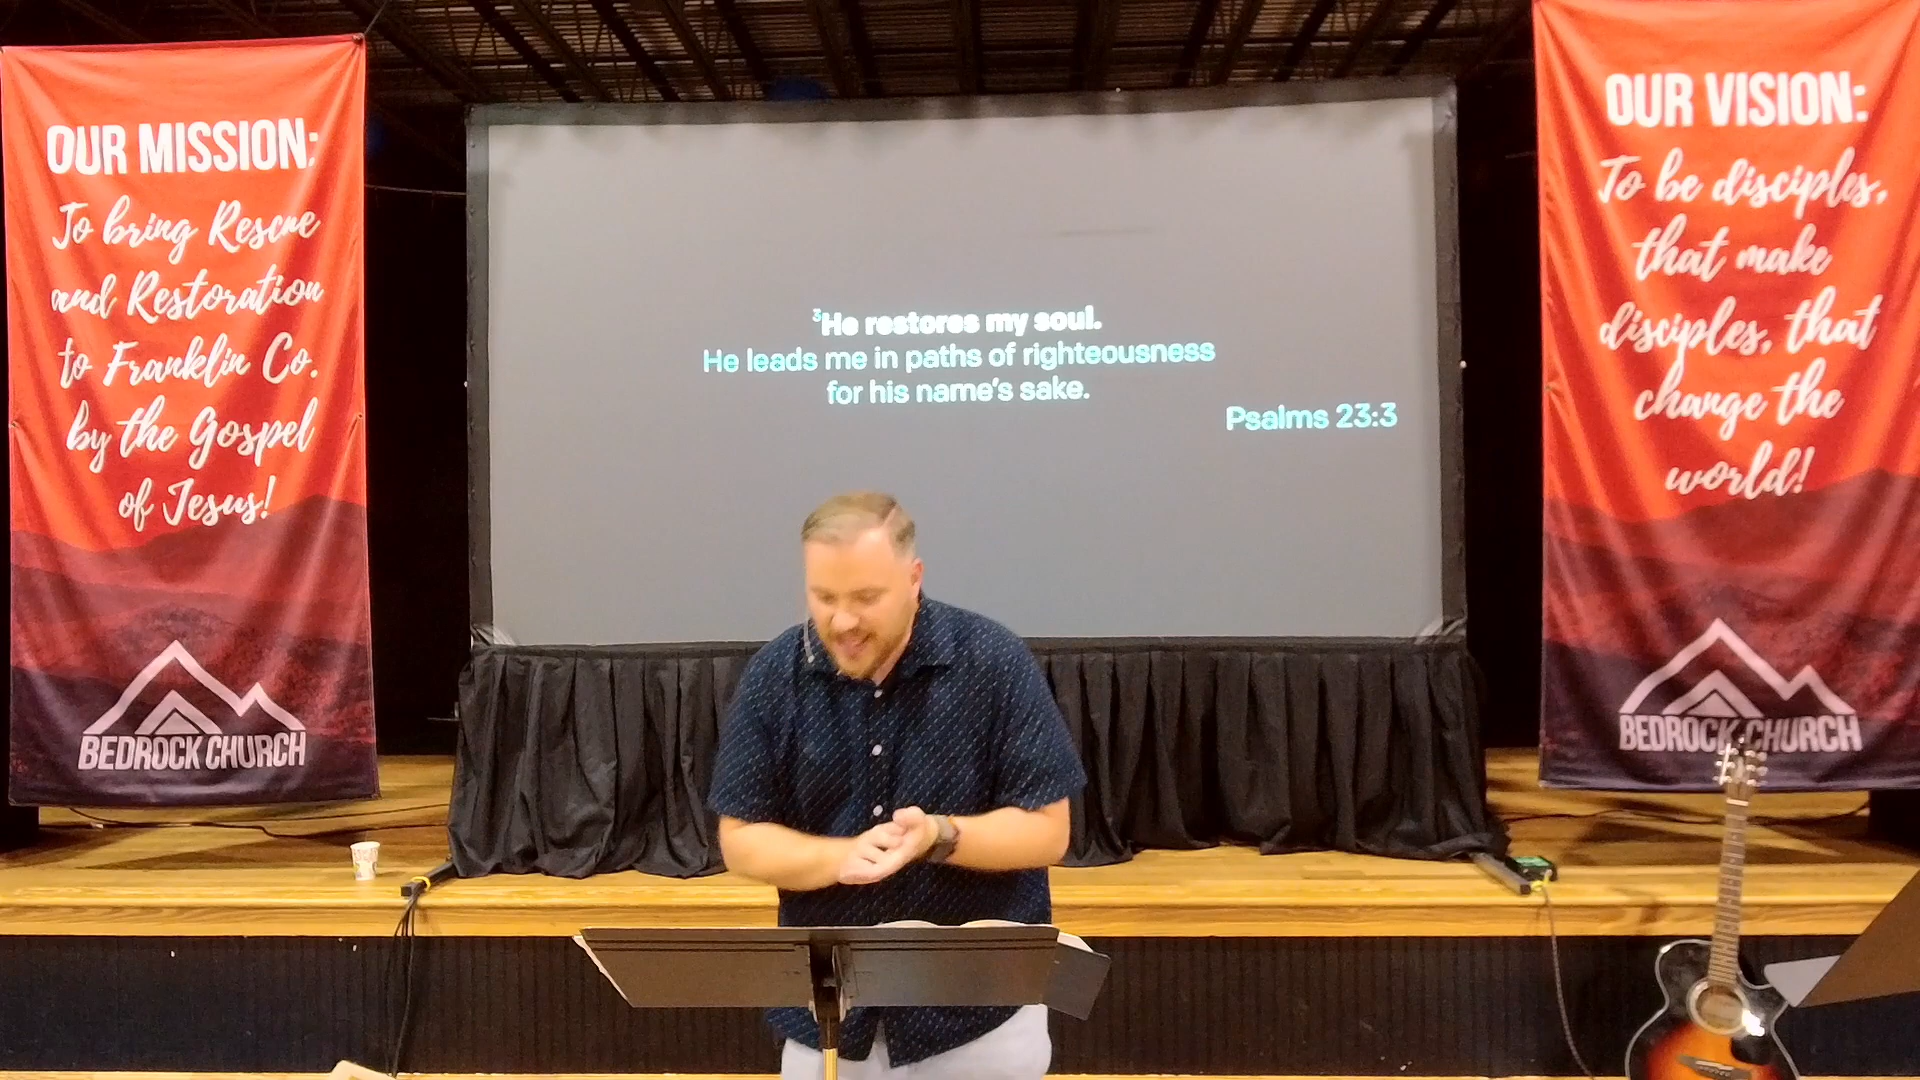 OUR MISSION:
To bring Rescue
and Restoration
to Franklin Co.
by the Gospel
of Jesus!
BEDROCK CHURCH
³He restores my soul.
He leads me in paths of righteousness
for his name's sake.
Psalms 23:3
OUR VISION:
To be disciples,
that make
disciples, that
change the
world!
BEDROCK CHURCH